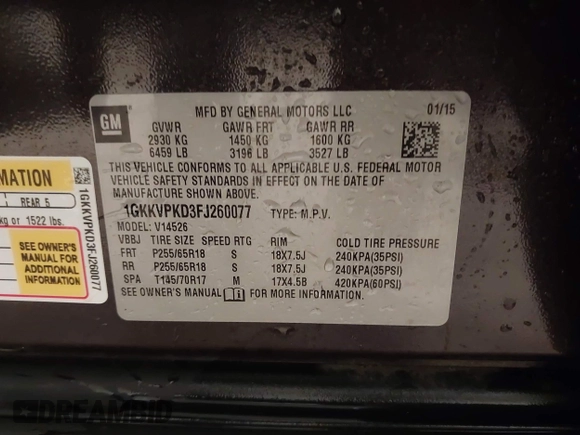 GM
MFD BY GENERAL MOTORS LLC 01/15
GVWR GAWR FRT GAWR RR
2930 KG 1450 KG 1600 KG
6459 LB 3196 LB 3527 LB
THIS VEHICLE CONFORMS TO ALL APPLICABLE U.S. FEDERAL MOTOR
VEHICLE SAFETY STANDARDS IN EFFECT ON THE DATE OF
MANUFACTURE SHOWN ABOVE.
1GKKVPKD3FJ260077 TYPE: M.P.V.
MODEL: V14526
VBBJ TIRE SIZE SPEED RTG RIM COLD TIRE PRESSURE
FRT P255/65R18 S 18X7.5J 240KPA(35PSI)
RR P255/65R18 S 18X7.5J 240KPA(35PSI)
SPA T145/70R17 M 17X4.5B 420KPA(60PSI)
SEE OWNER'S MANUAL FOR MORE INFORMATION.
REAR 5
kg or 1522 lbs.
SEE OWNER'S
MANUAL FOR
ADDITIONAL
INFORMATION
1GKKVPKD3FJ260077
DREAMBID